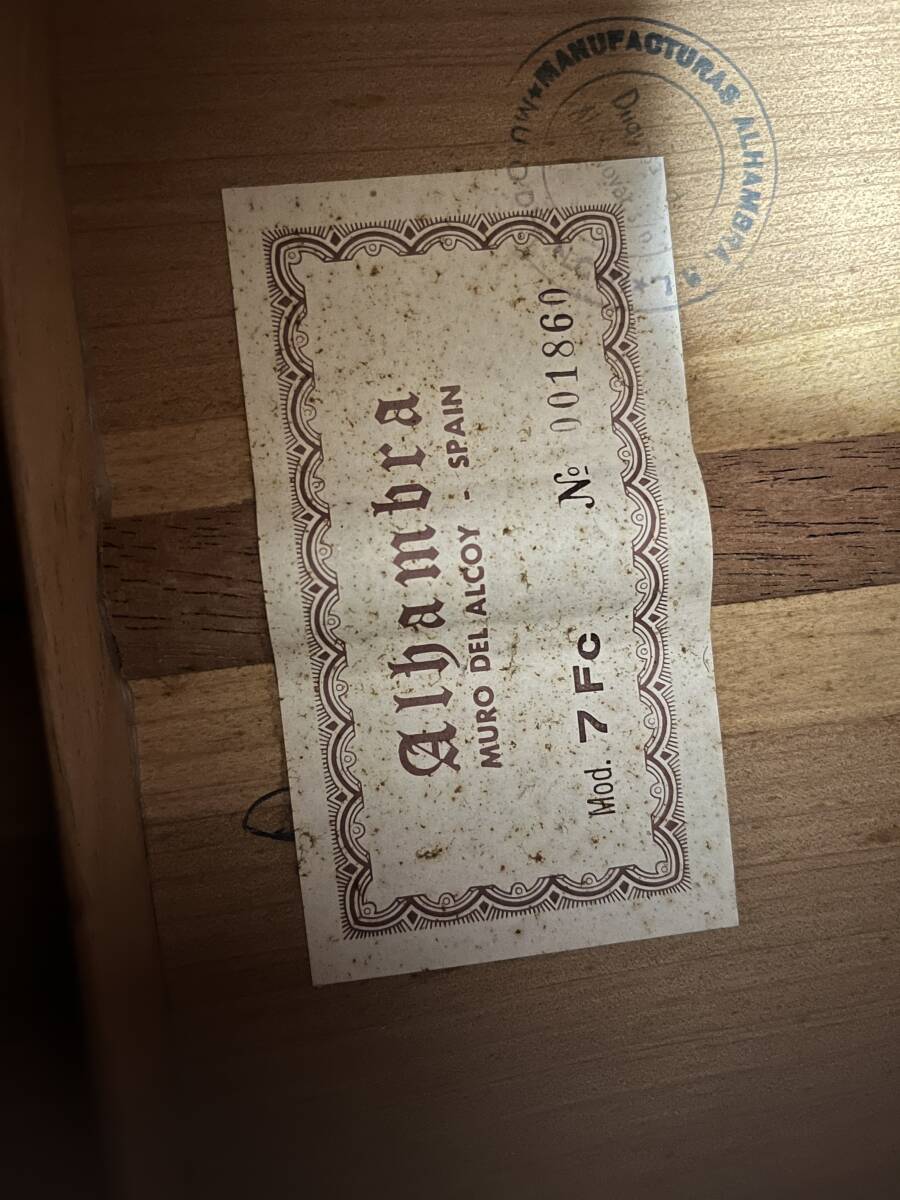 Alhambra
MURO DEL ALCOY - SPAIN
Mod. 7 Fc № 001860
★ MANUFACTURAS ALHAMBRA,